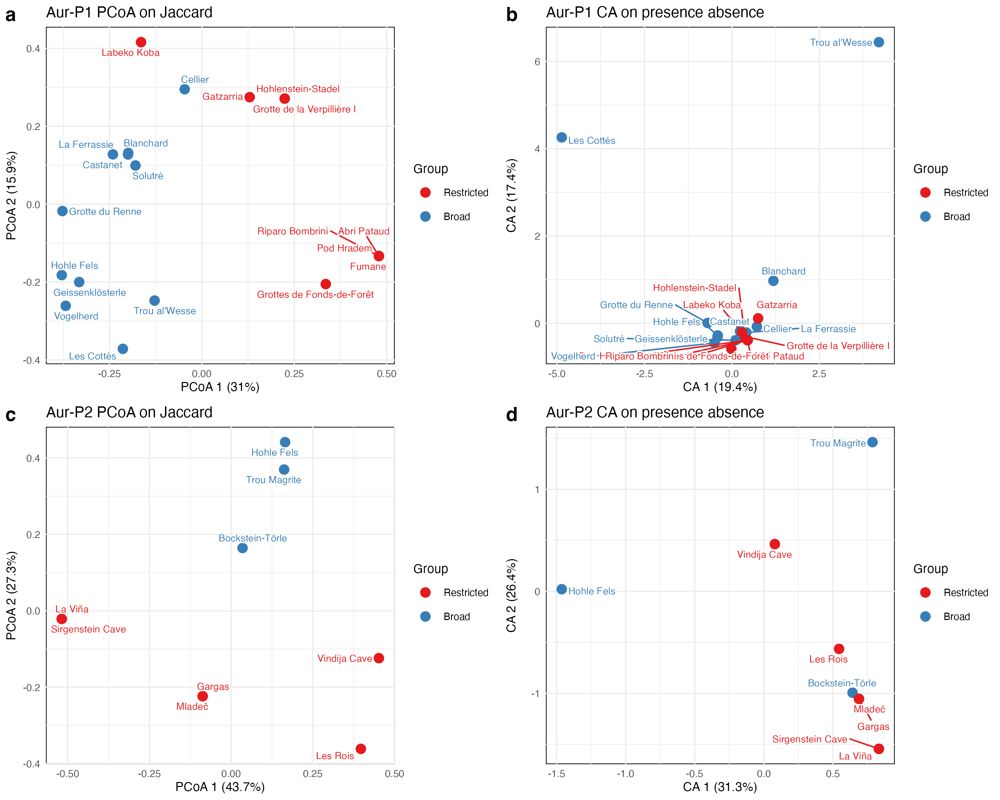 a
Aur-P1 PCoA on Jaccard
PCoA 2 (15.9%)
0.4
0.2
0.0
-0.2
-0.4
Labeko Koba
Cellier
Hohlenstein-Stadel
Gatzarria
Grotte de la Verpillière I
La Ferrassie
Blanchard
Castanet
Solutré
Grotte du Renne
Riparo Bombrini
Abri Pataud
Pod Hradem
Fumane
Hohle Fels
Geissenklösterle
Grottes de Fonds-de-Forêt
Trou al'Wesse
Vogelherd
Les Cottés
-0.25
0.00
0.25
0.50
PCoA 1 (31%)
Group
Restricted
Broad
b
Aur-P1 CA on presence absence
CA 2 (17.4%)
6
4
2
0
Trou al'Wesse
Les Cottés
Blanchard
Hohlenstein-Stadel
Grotte du Renne
Labeko Koba
Gatzarria
Hohle Fels
Castanet
Cellier
La Ferrassie
Solutré
Geissenklösterle
Grotte de la Verpillière I
Vogelherd
Riparo Bombrini
de Fonds-de-Forêt
Pataud
-5.0
-2.5
0.0
2.5
CA 1 (19.4%)
Group
Restricted
Broad
c
Aur-P2 PCoA on Jaccard
PCoA 2 (27.3%)
0.4
0.2
0.0
-0.2
-0.4
Hohle Fels
Trou Magrite
Bockstein-Törle
La Viña
Sirgenstein Cave
Vindija Cave
Gargas
Mladeč
Les Rois
-0.50
-0.25
0.00
0.25
0.50
PCoA 1 (43.7%)
Group
Restricted
Broad
d
Aur-P2 CA on presence absence
CA 2 (26.4%)
1
0
-1
Trou Magrite
Vindija Cave
Hohle Fels
Les Rois
Bockstein-Törle
Mladeč
Gargas
Sirgenstein Cave
La Viña
-1.5
-1.0
-0.5
0.0
0.5
CA 1 (31.3%)
Group
Restricted
Broad